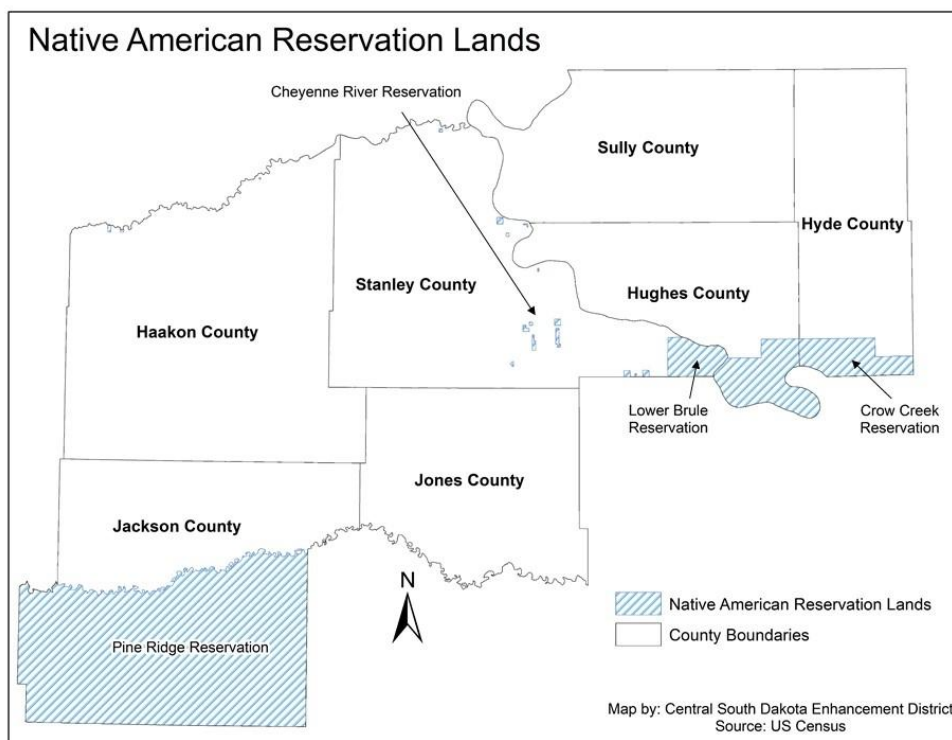 Native American Reservation Lands
Cheyenne River Reservation
Sully County
Hyde County
Stanley County
Hughes County
Haakon County
Lower Brule
Reservation
Crow Creek
Reservation
Jones County
Jackson County
N
Native American Reservation Lands
County Boundaries
Pine Ridge Reservation
Map by: Central South Dakota Enhancement District
Source: US Census